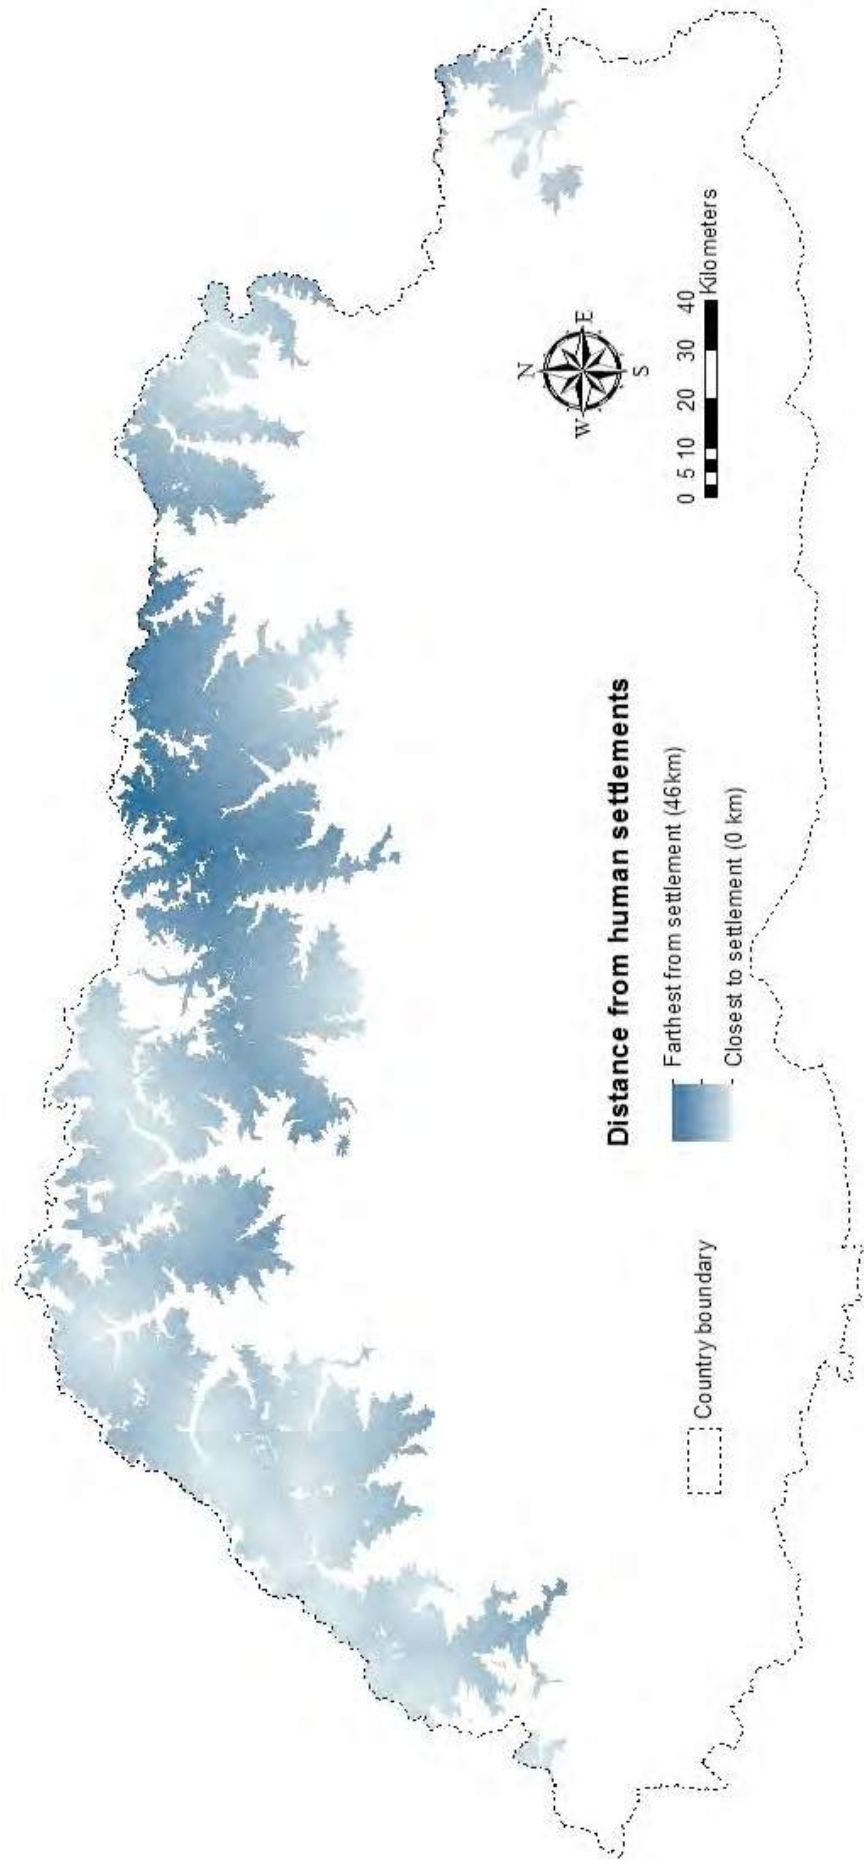 N
W
E
S
0 5 10 20 30 40
Kilometers
Distance from human settlements
Farthest from settlement (46km)
Closest to settlement (0 km)
Country boundary